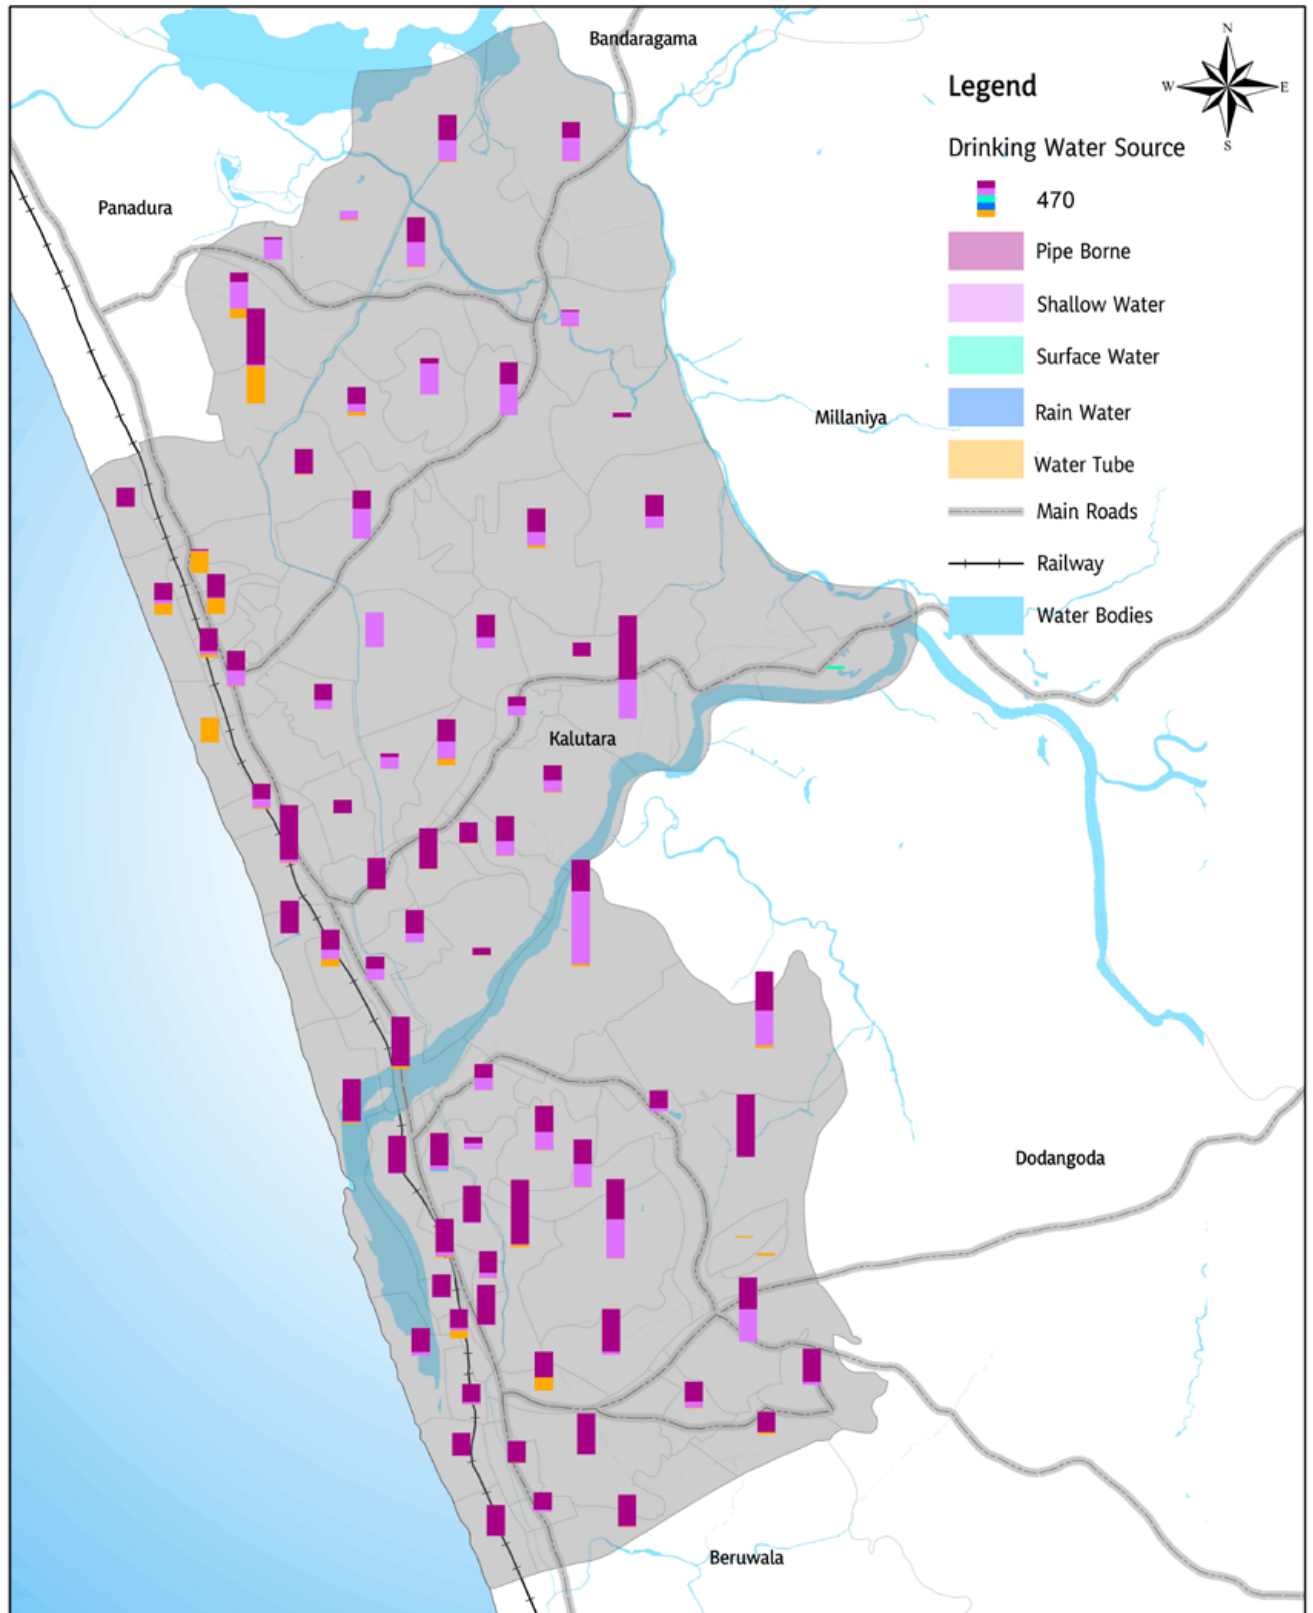 Bandaragama
N
W
E
S
Legend
Drinking Water Source
470
Panadura
Pipe Borne
Shallow Water
Surface Water
Rain Water
Millaniya
Water Tube
Main Roads
Railway
Water Bodies
Kalutara
Dodangoda
Beruwala